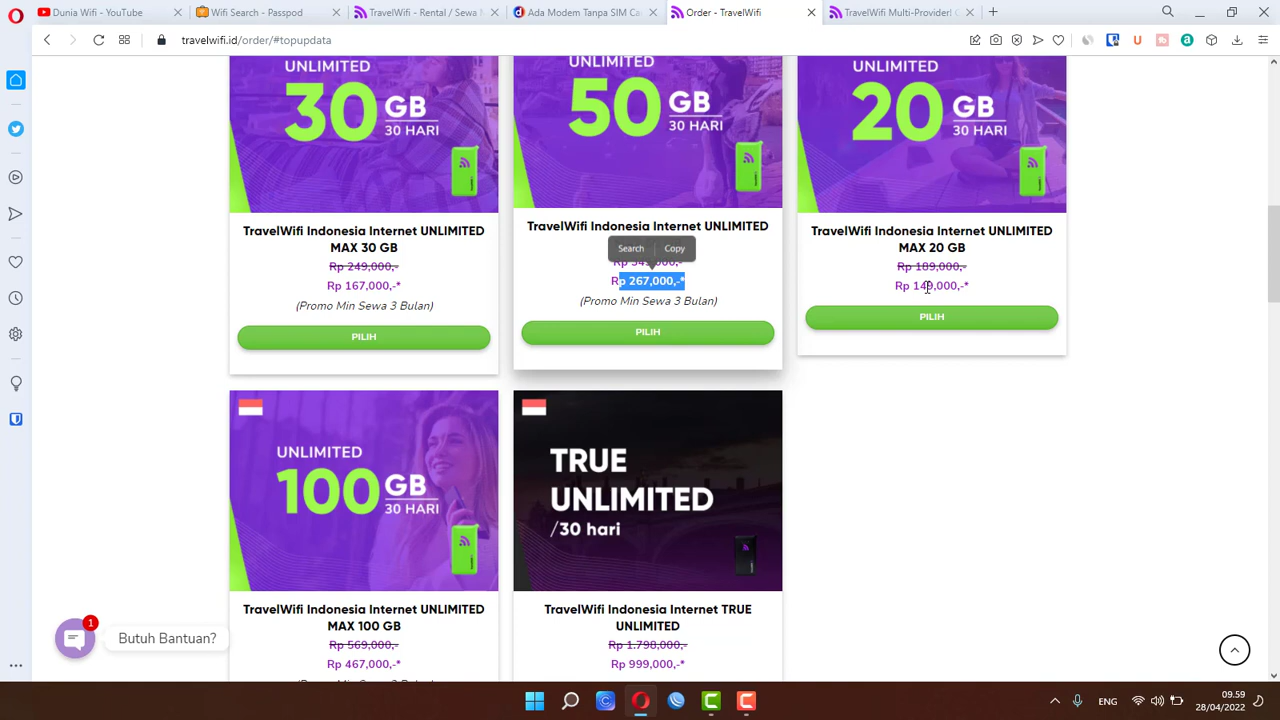 Dunia Wifi - YouTube
Wifi Search - Passpod
TravelWifi - Rental / Sewa
Ada Modem Tanpa SIM Ca
Order - TravelWifi
TravelWifi Multi-Provider!
travelwifi.id/order/#topupdata
UNLIMITED
30 GB
30 HARI
UNLIMITED
50 GB
30 HARI
UNLIMITED
20 GB
30 HARI
TravelWifi Indonesia Internet UNLIMITED
MAX 30 GB
Rp 249,000,-
Rp 167,000,-*
(Promo Min Sewa 3 Bulan)
PILIH
TravelWifi Indonesia Internet UNLIMITED
Search
Copy
Rp 267,000,-*
(Promo Min Sewa 3 Bulan)
PILIH
TravelWifi Indonesia Internet UNLIMITED
MAX 20 GB
Rp 189,000,-
Rp 149,000,-*
PILIH
UNLIMITED
100 GB
30 HARI
TRUE
UNLIMITED
/30 hari
TravelWifi Indonesia Internet UNLIMITED
MAX 100 GB
Rp 569,000,-
Rp 467,000,-*
TravelWifi Indonesia Internet TRUE
UNLIMITED
Rp 1.798,000,-
Rp 999,000,-*
1
Butuh Bantuan?
ENG
09.59
28/04/2022